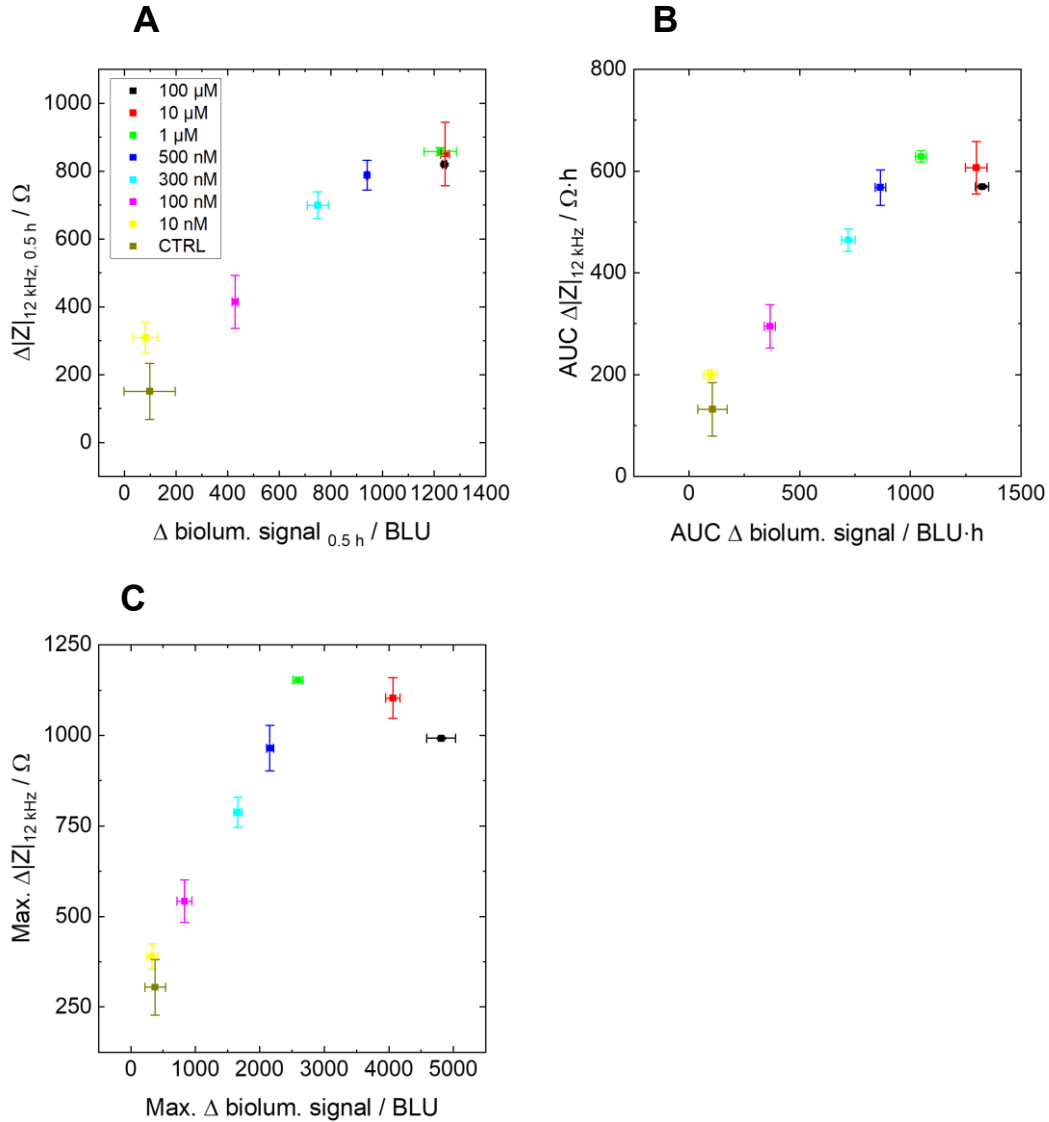 A
Δ|Z|12 kHz, 0.5 h / Ω
1000
800
600
400
200
0
100 µM
10 µM
1 µM
500 nM
300 nM
100 nM
10 nM
CTRL
0 200 400 600 800 1000 1200 1400
Δ biolum. signal 0.5 h / BLU
B
AUC Δ|Z|12 kHz / Ω·h
800
600
400
200
0
0 500 1000 1500
AUC Δ biolum. signal / BLU·h
C
Max. Δ|Z|12 kHz / Ω
1250
1000
750
500
250
0 1000 2000 3000 4000 5000
Max. Δ biolum. signal / BLU